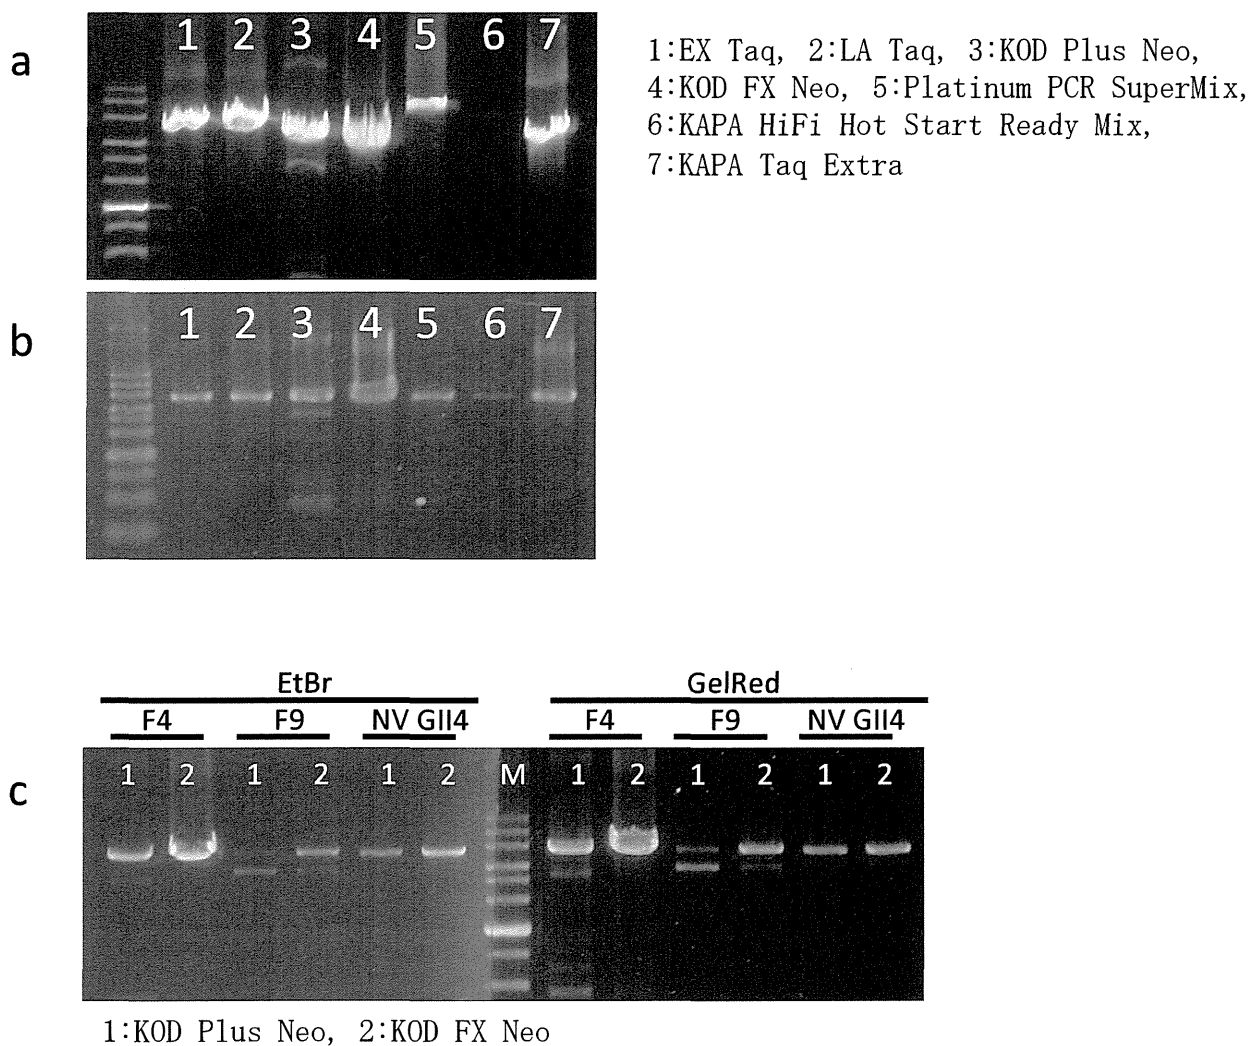 a
1 2 3 4 5 6 7
1:EX Taq, 2:LA Taq, 3:KOD Plus Neo,
4:KOD FX Neo, 5:Platinum PCR SuperMix,
6:KAPA HiFi Hot Start Ready Mix,
7:KAPA Taq Extra
b
1 2 3 4 5 6 7
EtBr GelRed
F4 F9 NV GII4 F4 F9 NV GII4
c
1 2 1 2 1 2 M 1 2 1 2 1 2
1:KOD Plus Neo, 2:KOD FX Neo